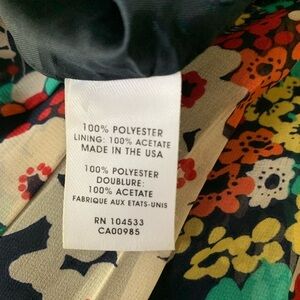 100% POLYESTER
LINING: 100% ACETATE
MADE IN THE USA
100% POLYESTER
DOUBLURE:
100% ACETATE
FABRIQUE AUX ETATS-UNIS
RN 104533
CA00985